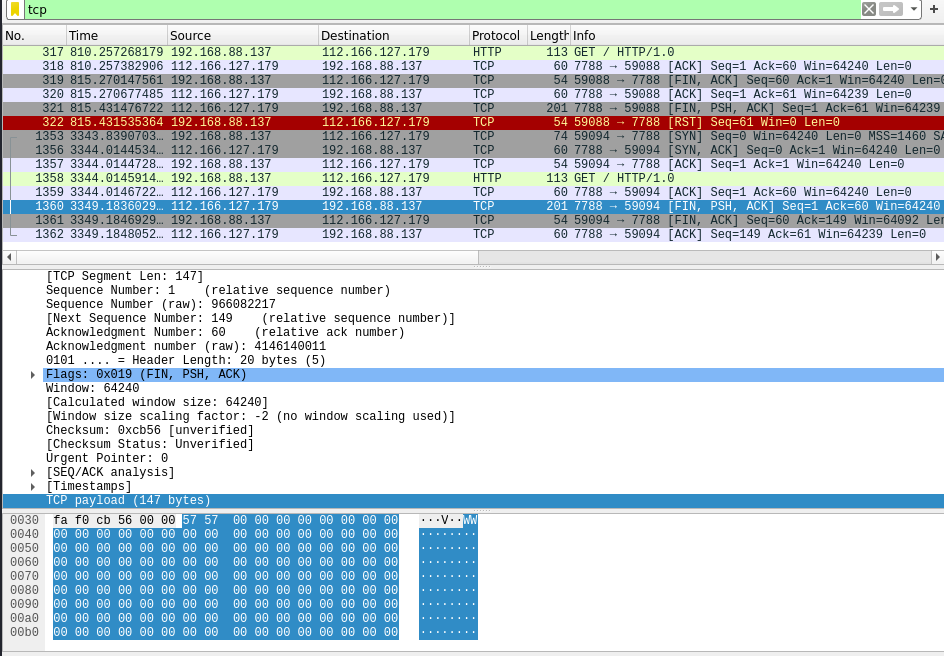 tcp
No. Time Source Destination Protocol Length Info
317 810.257268179 192.168.88.137 112.166.127.179 HTTP 113 GET / HTTP/1.0
318 810.257382906 112.166.127.179 192.168.88.137 TCP 60 7788 → 59088 [ACK] Seq=1 Ack=60 Win=64240 Len=0
319 815.270147561 192.168.88.137 112.166.127.179 TCP 54 59088 → 7788 [FIN, ACK] Seq=60 Ack=1 Win=64240 Len=0
320 815.270677485 112.166.127.179 192.168.88.137 TCP 60 7788 → 59088 [ACK] Seq=1 Ack=61 Win=64239 Len=0
321 815.431476722 112.166.127.179 192.168.88.137 TCP 201 7788 → 59088 [FIN, PSH, ACK] Seq=1 Ack=61 Win=64239
322 815.431535364 192.168.88.137 112.166.127.179 TCP 54 59088 → 7788 [RST] Seq=61 Win=0 Len=0
1353 3343.8390703… 192.168.88.137 112.166.127.179 TCP 74 59094 → 7788 [SYN] Seq=0 Win=64240 Len=0 MSS=1460 SA
1356 3344.0144534… 112.166.127.179 192.168.88.137 TCP 60 7788 → 59094 [SYN, ACK] Seq=0 Ack=1 Win=64240 Len=0
1357 3344.0144728… 192.168.88.137 112.166.127.179 TCP 54 59094 → 7788 [ACK] Seq=1 Ack=1 Win=64240 Len=0
1358 3344.0145914… 192.168.88.137 112.166.127.179 HTTP 113 GET / HTTP/1.0
1359 3344.0146722… 112.166.127.179 192.168.88.137 TCP 60 7788 → 59094 [ACK] Seq=1 Ack=60 Win=64240 Len=0
1360 3349.1836029… 112.166.127.179 192.168.88.137 TCP 201 7788 → 59094 [FIN, PSH, ACK] Seq=1 Ack=60 Win=64240
1361 3349.1846929… 192.168.88.137 112.166.127.179 TCP 54 59094 → 7788 [FIN, ACK] Seq=60 Ack=149 Win=64092 Len
1362 3349.1848052… 112.166.127.179 192.168.88.137 TCP 60 7788 → 59094 [ACK] Seq=149 Ack=61 Win=64239 Len=0
[TCP Segment Len: 147]
Sequence Number: 1 (relative sequence number)
Sequence Number (raw): 966082217
[Next Sequence Number: 149 (relative sequence number)]
Acknowledgment Number: 60 (relative ack number)
Acknowledgment number (raw): 4146140011
0101 .... = Header Length: 20 bytes (5)
Flags: 0x019 (FIN, PSH, ACK)
Window: 64240
[Calculated window size: 64240]
[Window size scaling factor: -2 (no window scaling used)]
Checksum: 0xcb56 [unverified]
[Checksum Status: Unverified]
Urgent Pointer: 0
[SEQ/ACK analysis]
[Timestamps]
TCP payload (147 bytes)
0030 fa f0 cb 56 00 00 57 57 00 00 00 00 00 00 00 00 ···V··WW
0040 00 00 00 00 00 00 00 00 00 00 00 00 00 00 00 00 ········
0050 00 00 00 00 00 00 00 00 00 00 00 00 00 00 00 00 ········
0060 00 00 00 00 00 00 00 00 00 00 00 00 00 00 00 00 ········
0070 00 00 00 00 00 00 00 00 00 00 00 00 00 00 00 00 ········
0080 00 00 00 00 00 00 00 00 00 00 00 00 00 00 00 00 ········
0090 00 00 00 00 00 00 00 00 00 00 00 00 00 00 00 00 ········
00a0 00 00 00 00 00 00 00 00 00 00 00 00 00 00 00 00 ········
00b0 00 00 00 00 00 00 00 00 00 00 00 00 00 00 00 00 ········